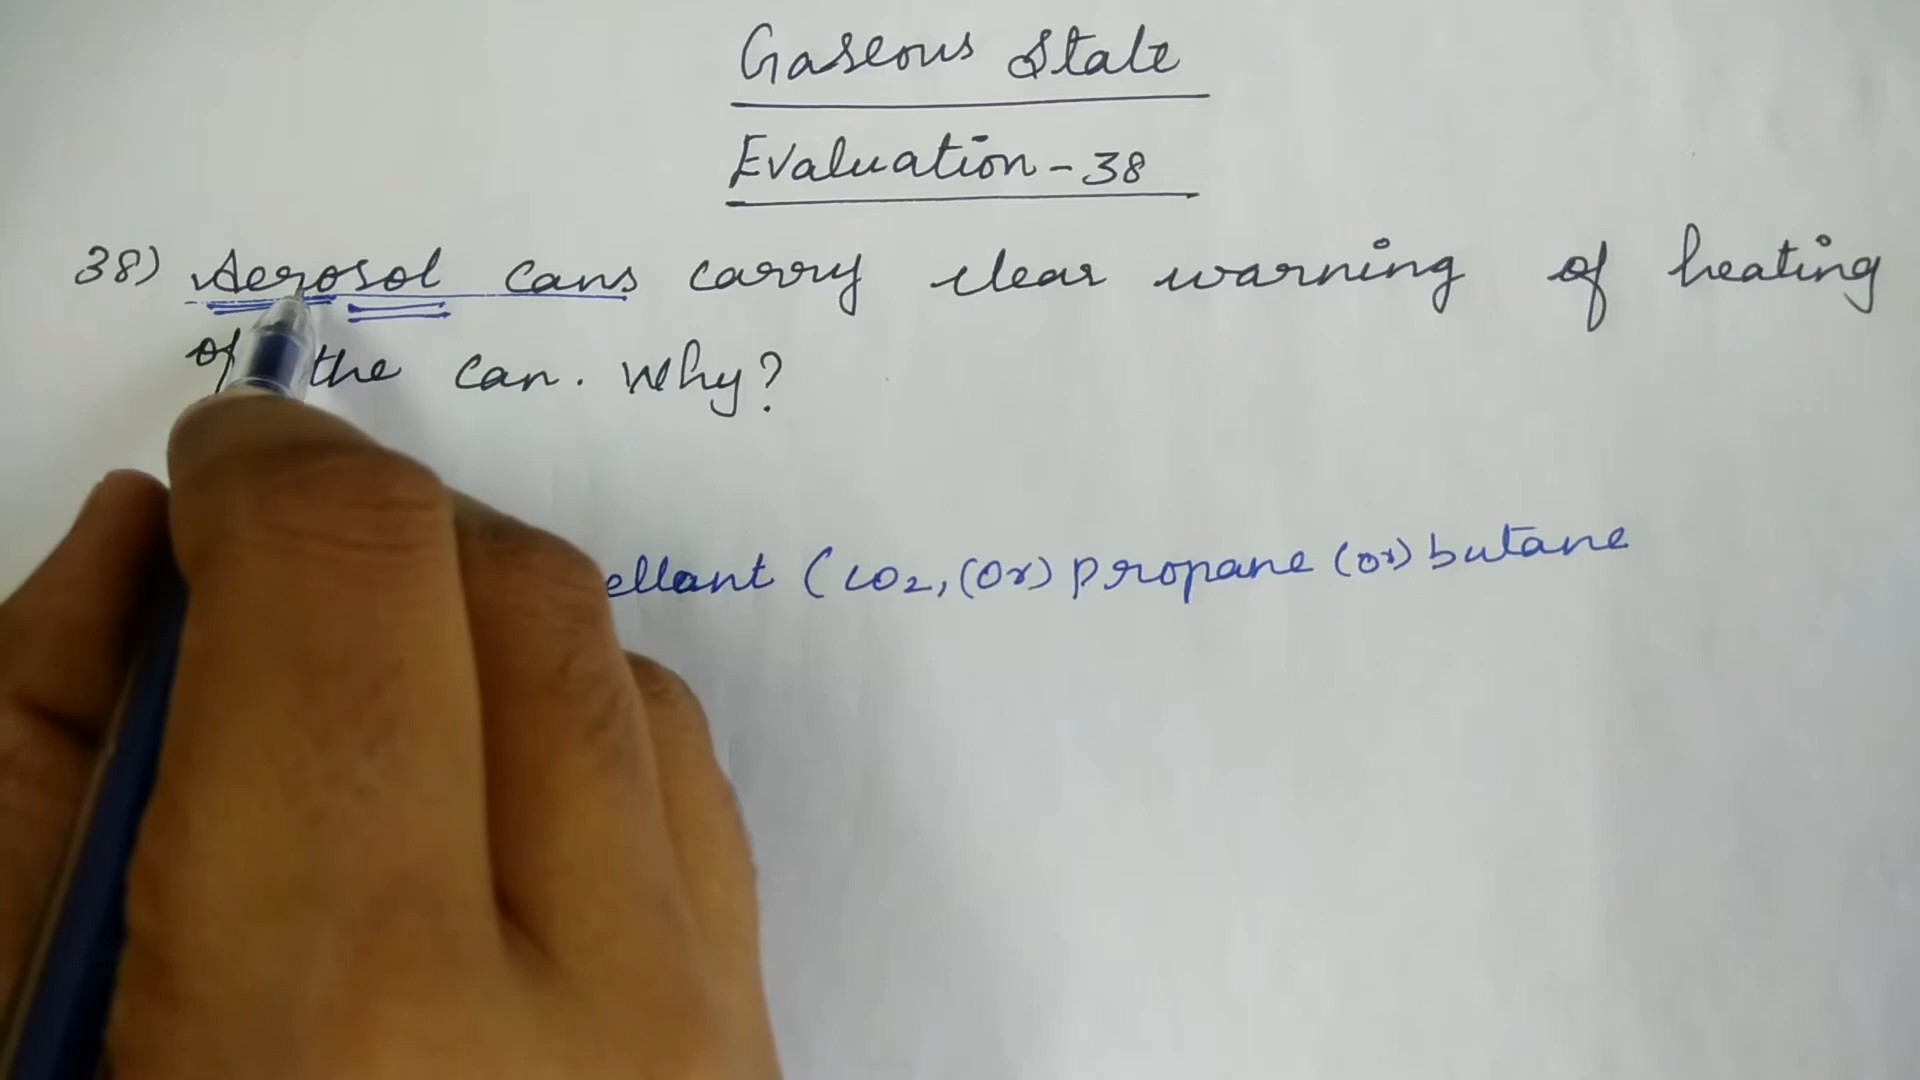 Gaseous State
Evaluation - 38
38) Aerosol cans carry clear warning of heating
of the can. Why?
ellant (CO2, (Or) propane (or) butane